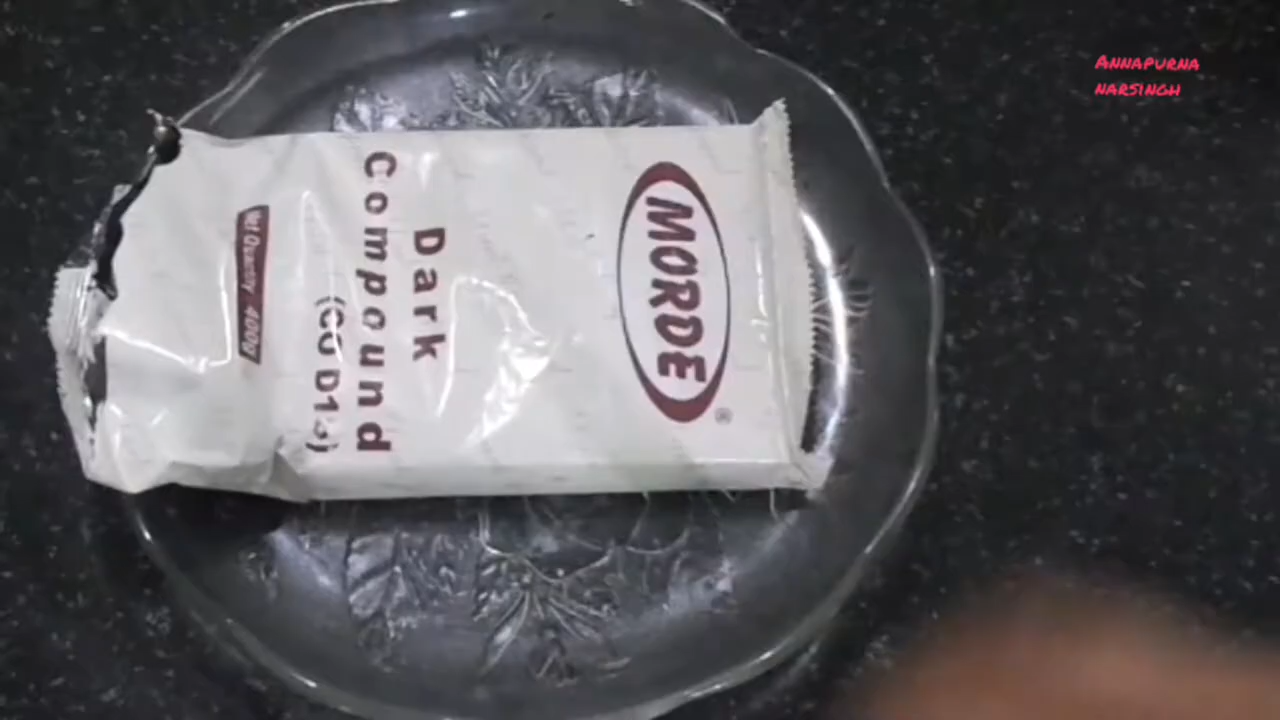 MORDE
®
Dark
Compound
Net Quantity : 400g
ANNAPURNA
NARSINGH